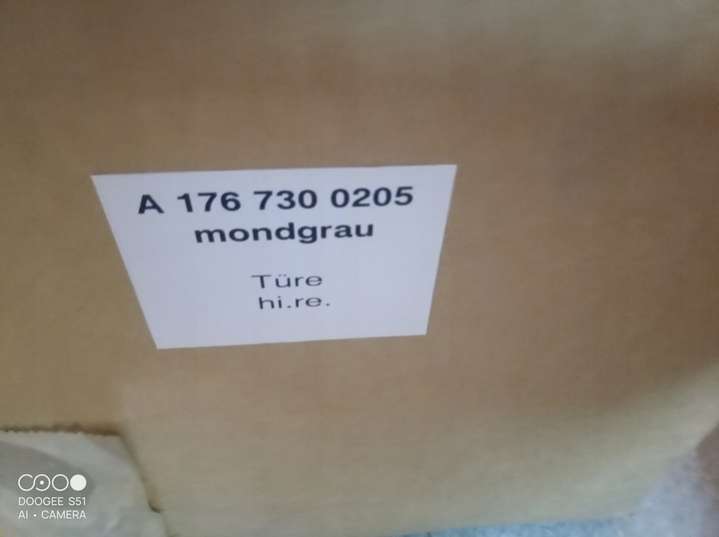 A 176 730 0205
mondgrau
Türe
hi.re.
DOOGEE S51
AI • CAMERA